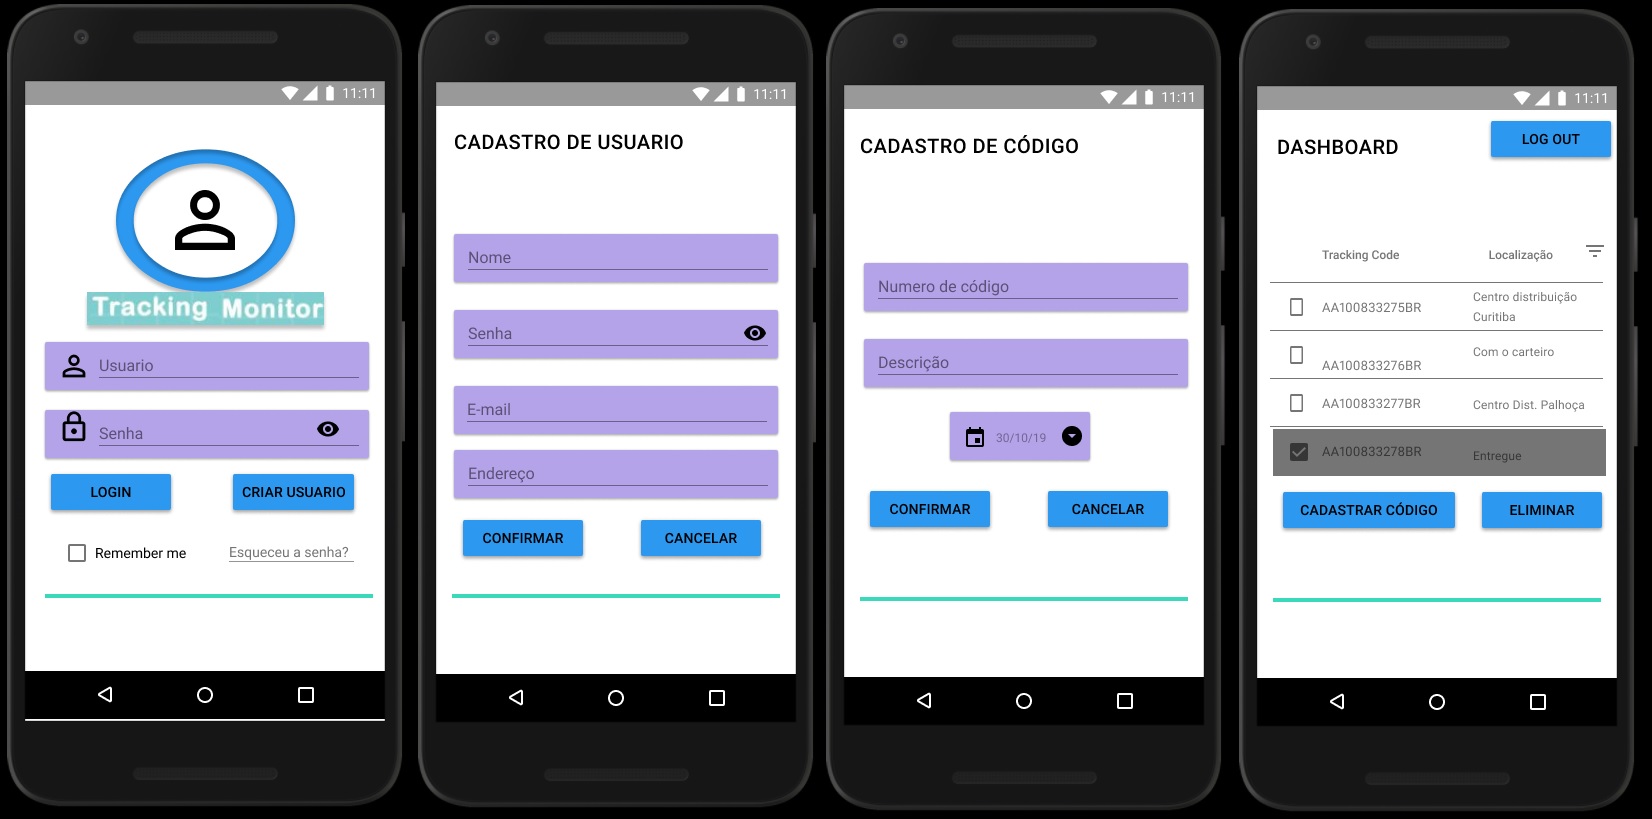 11:11
Tracking Monitor
Usuario
Senha
LOGIN
CRIAR USUARIO
Remember me
Esqueceu a senha?
11:11
CADASTRO DE USUARIO
Nome
Senha
E-mail
Endereço
CONFIRMAR
CANCELAR
11:11
CADASTRO DE CÓDIGO
Numero de código
Descrição
30/10/19
CONFIRMAR
CANCELAR
11:11
LOG OUT
DASHBOARD
Tracking Code
Localização
AA100833275BR
Centro distribuição
Curitiba
AA100833276BR
Com o carteiro
AA100833277BR
Centro Dist. Palhoça
AA100833278BR
Entregue
CADASTRAR CÓDIGO
ELIMINAR